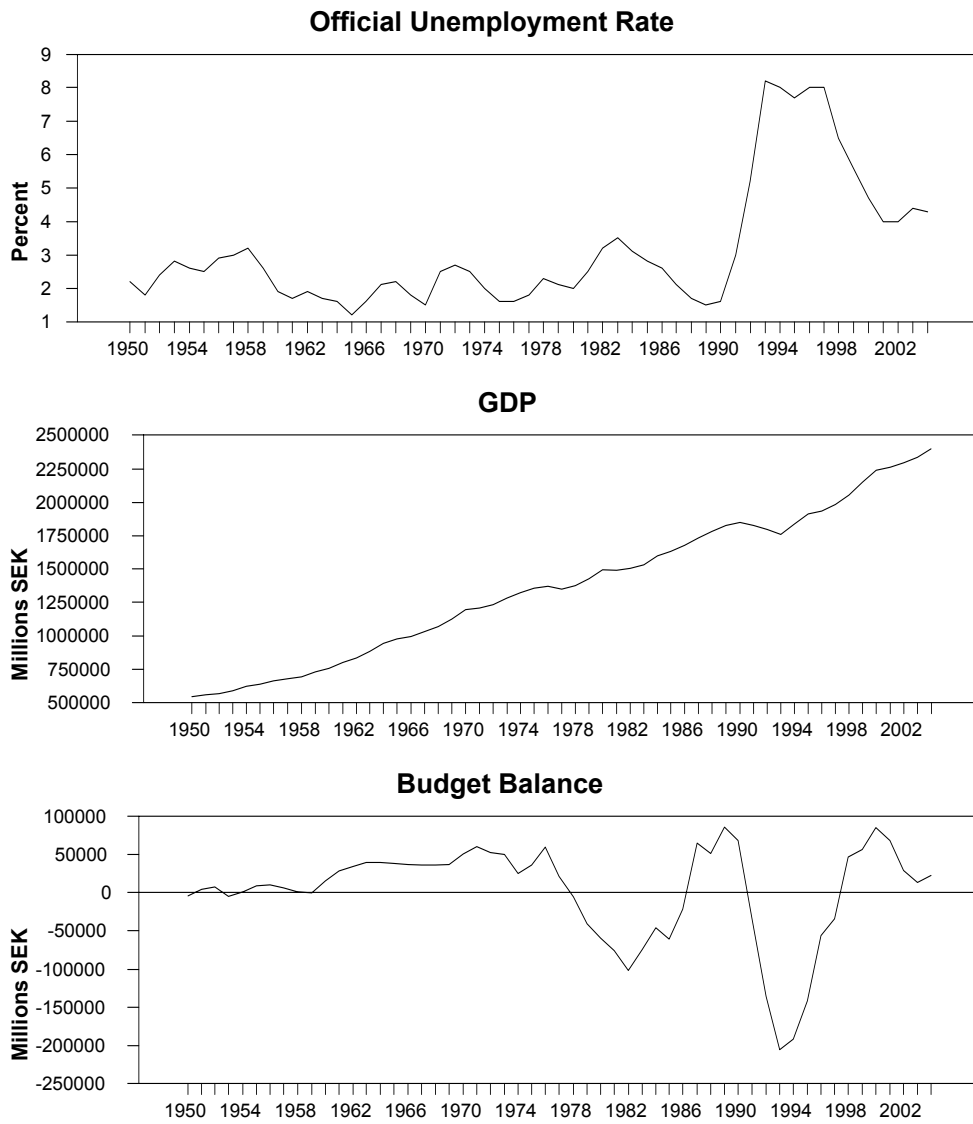 Official Unemployment Rate
9
8
7
6
5
4
3
2
1
Percent
1950 1954 1958 1962 1966 1970 1974 1978 1982 1986 1990 1994 1998 2002
GDP
2500000
2250000
2000000
1750000
1500000
1250000
1000000
750000
500000
Millions SEK
1950 1954 1958 1962 1966 1970 1974 1978 1982 1986 1990 1994 1998 2002
Budget Balance
100000
50000
0
-50000
-100000
-150000
-200000
-250000
Millions SEK
1950 1954 1958 1962 1966 1970 1974 1978 1982 1986 1990 1994 1998 2002